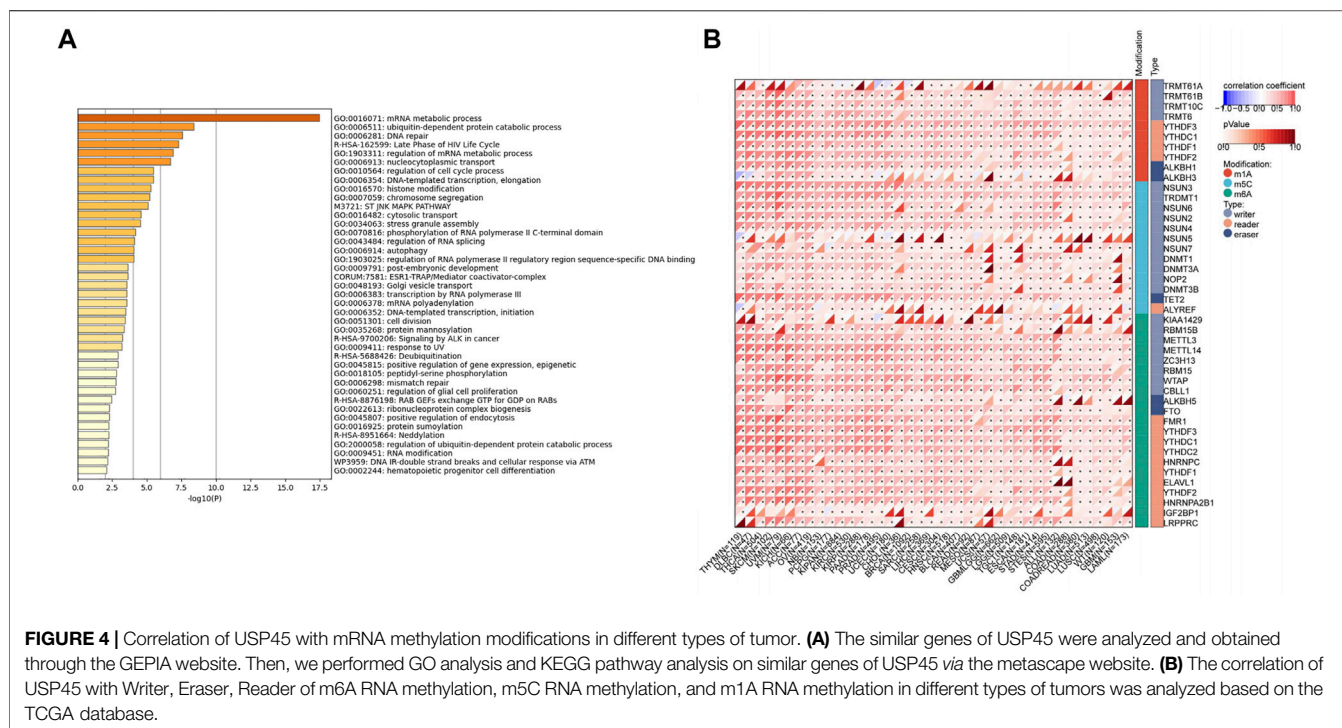 A
GO:0016071: mRNA metabolic process
GO:0006511: ubiquitin-dependent protein catabolic process
GO:0006281: DNA repair
R-HSA-162599: Late Phase of HIV Life Cycle
GO:1903311: regulation of mRNA metabolic process
GO:0006913: nucleocytoplasmic transport
GO:0010564: regulation of cell cycle process
GO:0006354: DNA-templated transcription, elongation
GO:0016570: histone modification
GO:0007059: chromosome segregation
M3721: ST JNK MAPK PATHWAY
GO:0016482: cytosolic transport
GO:0034063: stress granule assembly
GO:0070816: phosphorylation of RNA polymerase II C-terminal domain
GO:0043484: regulation of RNA splicing
GO:0006914: autophagy
GO:1903025: regulation of RNA polymerase II regulatory region sequence-specific DNA binding
GO:0009791: post-embryonic development
CORUM:7581: ESR1-TRAP/Mediator coactivator-complex
GO:0048193: Golgi vesicle transport
GO:0006383: transcription by RNA polymerase III
GO:0006378: mRNA polyadenylation
GO:0006352: DNA-templated transcription, initiation
GO:0051301: cell division
GO:0035268: protein mannosylation
R-HSA-9700206: Signaling by ALK in cancer
GO:0009411: response to UV
R-HSA-5688426: Deubiquitination
GO:0045815: positive regulation of gene expression, epigenetic
GO:0018105: peptidyl-serine phosphorylation
GO:0006298: mismatch repair
GO:0060251: regulation of glial cell proliferation
R-HSA-8876198: RAB GEFs exchange GTP for GDP on RABs
GO:0022613: ribonucleoprotein complex biogenesis
GO:0045807: positive regulation of endocytosis
GO:0016925: protein sumoylation
R-HSA-8951664: Neddylation
GO:2000058: regulation of ubiquitin-dependent protein catabolic process
GO:0009451: RNA modification
WP3959: DNA IR-double strand breaks and cellular response via ATM
GO:0002244: hematopoietic progenitor cell differentiation
0.0 2.5 5.0 7.5 10.0 12.5 15.0 17.5
-log10(P)
B
Modification
Type
TRMT61A
TRMT61B
TRMT10C
TRMT6
YTHDF3
YTHDC1
YTHDF1
YTHDF2
ALKBH1
ALKBH3
NSUN3
TRDMT1
NSUN6
NSUN2
NSUN4
NSUN5
NSUN7
DNMT1
DNMT3A
NOP2
DNMT3B
TET2
ALYREF
KIAA1429
RBM15B
METTL3
METTL14
ZC3H13
RBM15
WTAP
CBLL1
ALKBH5
FTO
FMR1
YTHDF3
YTHDC1
YTHDC2
HNRNPC
YTHDF1
ELAVL1
YTHDF2
HNRNPA2B1
IGF2BP1
LRPPRC
THYM(N=119)
correlation coefficient
pValue
Modification:
m1A
m5C
m6A
Type:
writer
reader
eraser
FIGURE 4 | Correlation of USP45 with mRNA methylation modifications in different types of tumor. (A) The similar genes of USP45 were analyzed and obtained
through the GEPIA website. Then, we performed GO analysis and KEGG pathway analysis on similar genes of USP45 via the metascape website. (B) The correlation of
USP45 with Writer, Eraser, Reader of m6A RNA methylation, m5C RNA methylation, and m1A RNA methylation in different types of tumors was analyzed based on the
TCGA database.